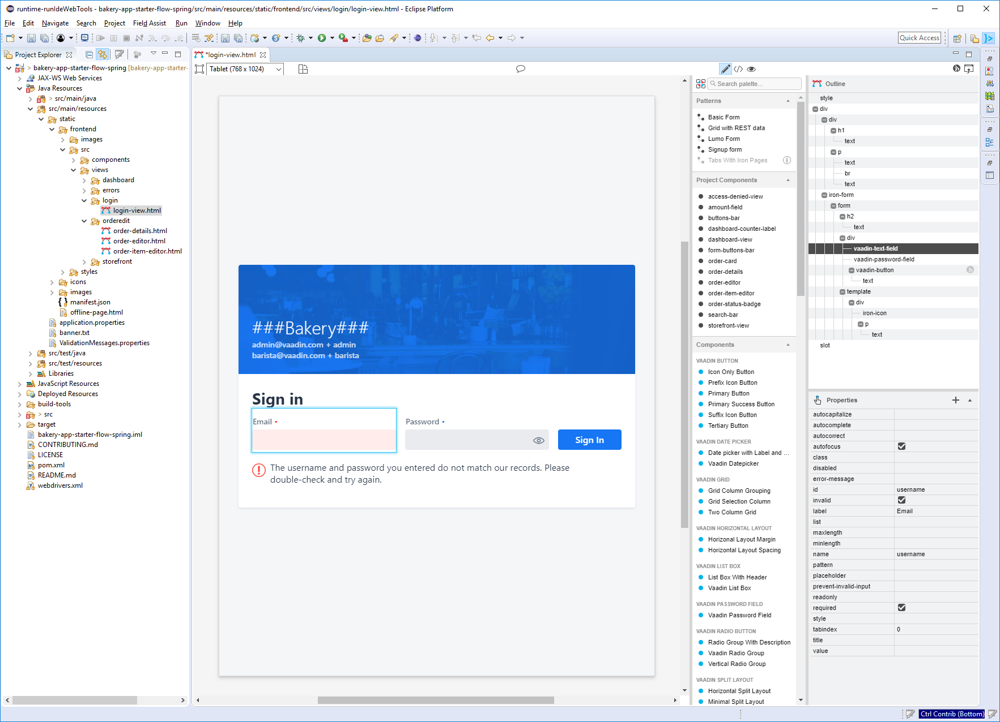 runtime-runIdeWebTools - bakery-app-starter-flow-spring/src/main/resources/static/frontend/src/views/login/login-view.html - Eclipse Platform
File Edit Navigate Search Project Field Assist Run Window Help
Quick Access
Project Explorer
> bakery-app-starter-flow-spring [bakery-app-starter-
JAX-WS Web Services
Java Resources
> src/main/java
src/main/resources
static
frontend
images
src
components
views
dashboard
errors
login
login-view.html
orderedit
order-details.html
order-editor.html
order-item-editor.html
storefront
styles
icons
images
manifest.json
offline-page.html
application.properties
banner.txt
ValidationMessages.properties
src/test/java
src/test/resources
Libraries
JavaScript Resources
Deployed Resources
build-tools
> src
target
bakery-app-starter-flow-spring.iml
CONTRIBUTING.md
LICENSE
pom.xml
README.md
webdrivers.xml
*login-view.html
Tablet (768 x 1024)
###Bakery###
admin@vaadin.com + admin
barista@vaadin.com + barista
Sign in
Email •
Password •
Sign In
The username and password you entered do not match our records. Please
double-check and try again.
Search palette...
Patterns
Basic Form
Grid with REST data
Lumo Form
Signup form
Tabs With Iron Pages
Project Components
access-denied-view
amount-field
buttons-bar
dashboard-counter-label
dashboard-view
form-buttons-bar
order-card
order-details
order-editor
order-item-editor
order-status-badge
search-bar
storefront-view
Components
VAADIN BUTTON
Icon Only Button
Prefix Icon Button
Primary Button
Primary Success Button
Suffix Icon Button
Tertiary Button
VAADIN DATE PICKER
Date picker with Label and ...
Vaadin Datepicker
VAADIN GRID
Grid Column Grouping
Grid Selection Column
Two Column Grid
VAADIN HORIZONTAL LAYOUT
Horizonal Layout Margin
Horizontal Layout Spacing
VAADIN LIST BOX
List Box With Header
Vaadin List Box
VAADIN PASSWORD FIELD
Vaadin Password Field
VAADIN RADIO BUTTON
Radio Group With Description
Vaadin Radio Group
Vertical Radio Group
VAADIN SPLIT LAYOUT
Horizontal Split Layout
Minimal Split Layout
Outline
style
div
div
h1
text
p
text
br
text
iron-form
form
h2
text
div
vaadin-text-field
vaadin-password-field
vaadin-button
text
template
div
iron-icon
p
text
slot
Properties
autocapitalize
autocomplete
autocorrect
autofocus
class
disabled
error-message
id username
invalid
label Email
list
maxlength
minlength
name username
pattern
placeholder
prevent-invalid-input
readonly
required
style
tabindex 0
title
value
Ctrl Contrib (Bottom)